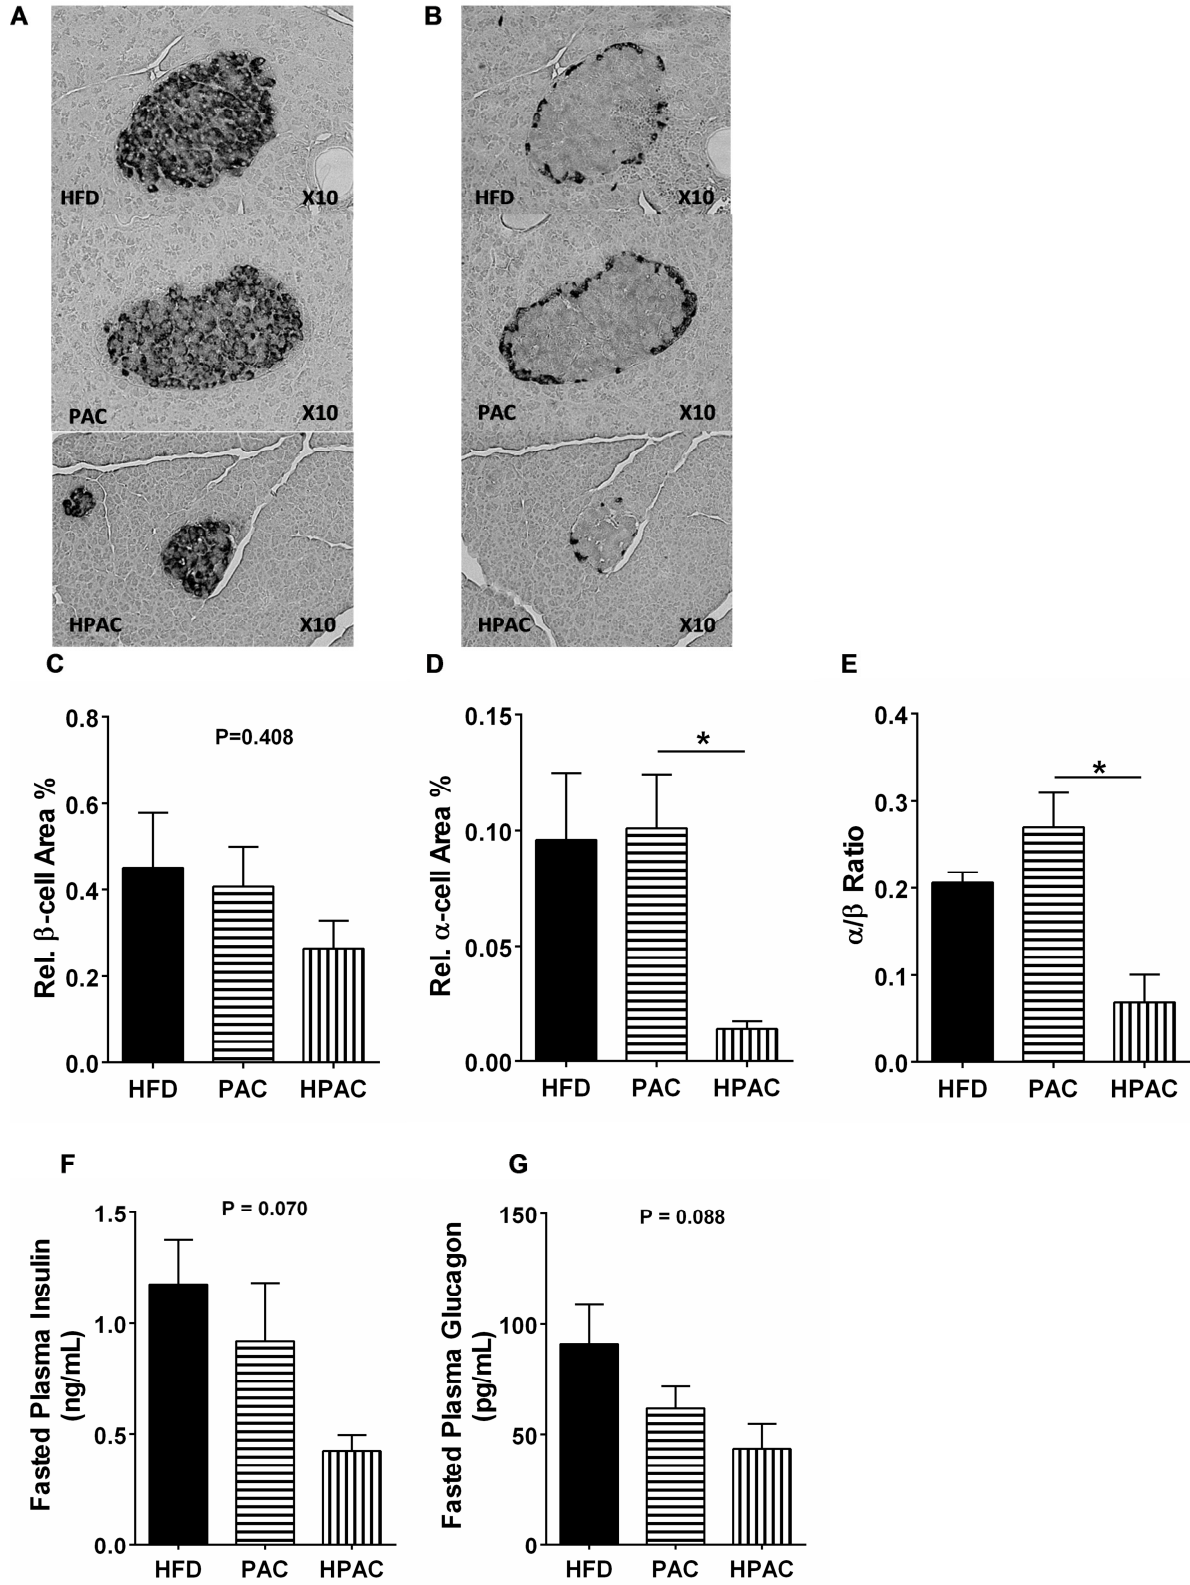 A
B
HFD X10
HFD X10
PAC X10
PAC X10
HPAC X10
HPAC X10
C
D
E
0.8
0.6
0.4
0.2
0.0
Rel. β-cell Area %
P=0.408
HFD PAC HPAC
0.15
0.10
0.05
0.00
Rel. α-cell Area %
*
HFD PAC HPAC
0.4
0.3
0.2
0.1
0.0
α/β Ratio
*
HFD PAC HPAC
F
G
1.5
1.0
0.5
0.0
Fasted Plasma Insulin
(ng/mL)
P = 0.070
HFD PAC HPAC
150
100
50
0
Fasted Plasma Glucagon
(pg/mL)
P = 0.088
HFD PAC HPAC